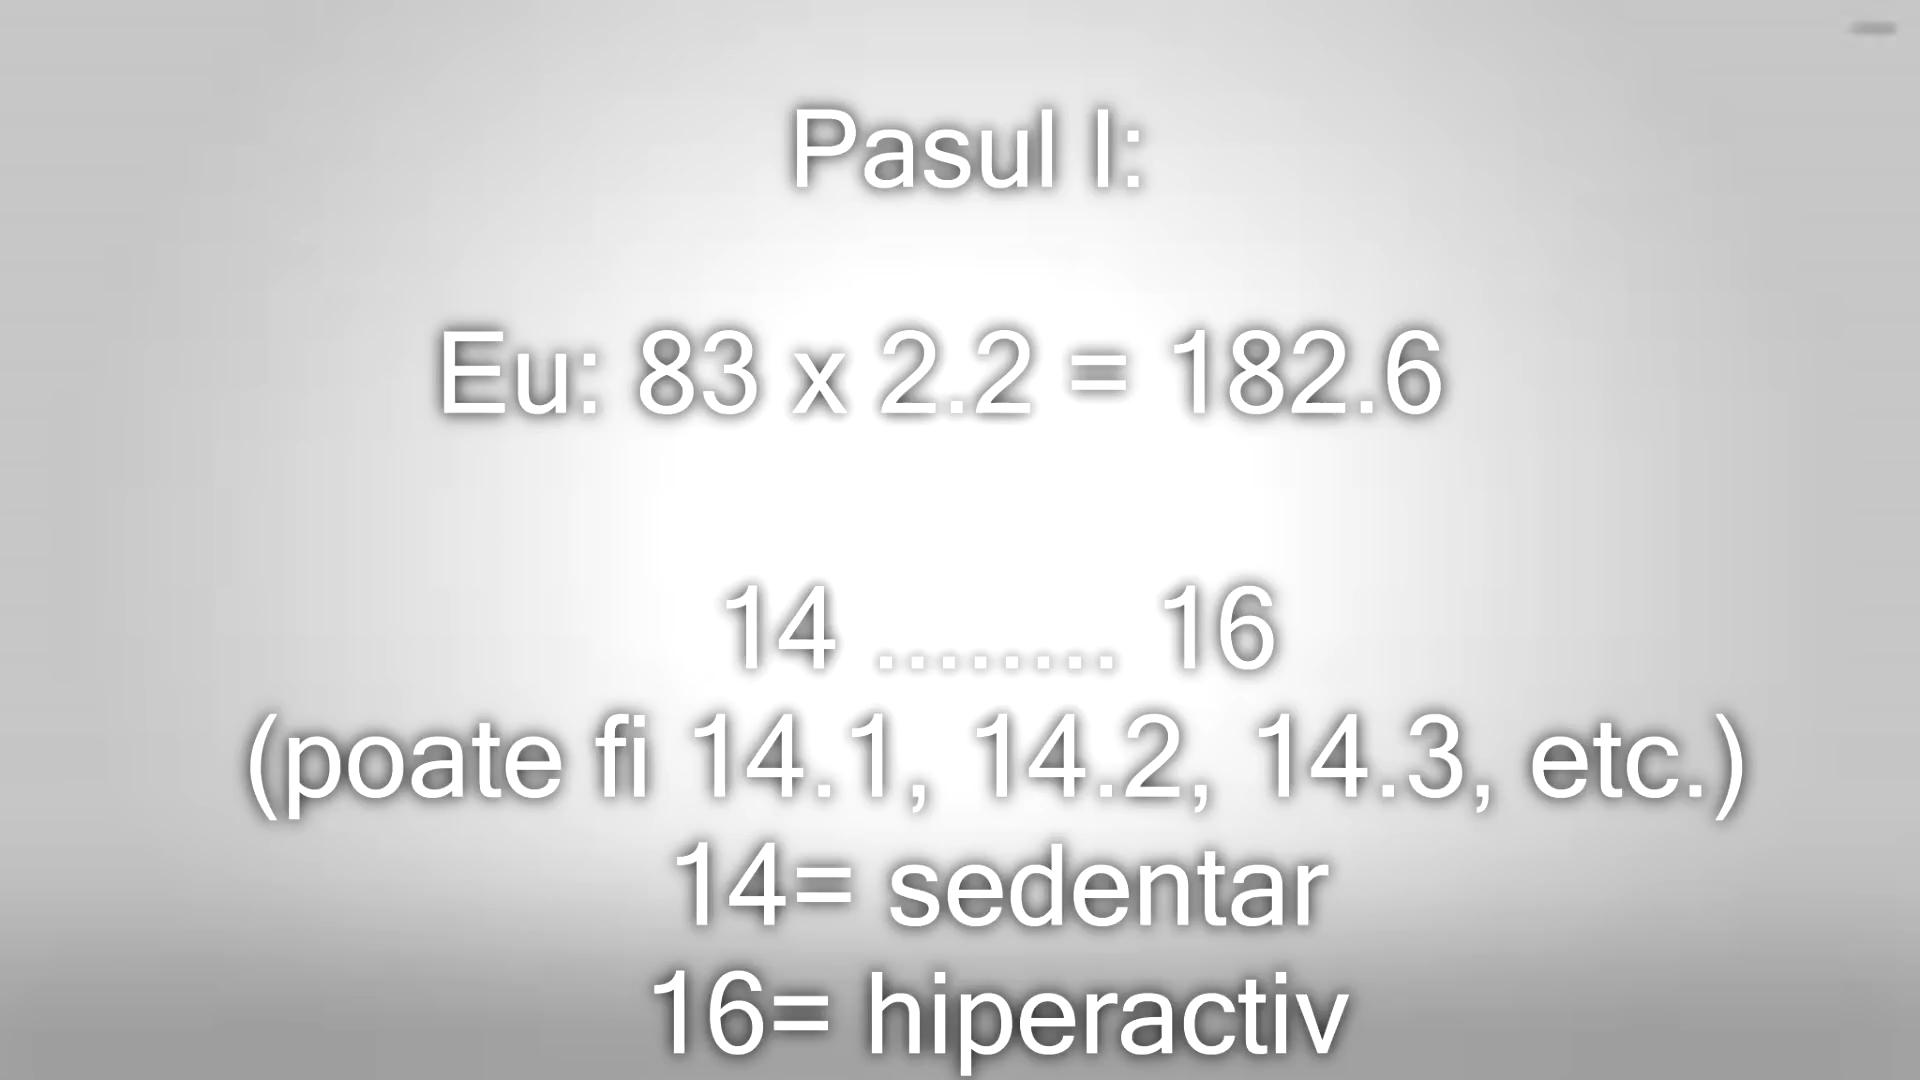 Pasul I:
Eu: 83 x 2.2 = 182.6
14 ........ 16
(poate fi 14.1, 14.2, 14.3, etc.)
14= sedentar
16= hiperactiv